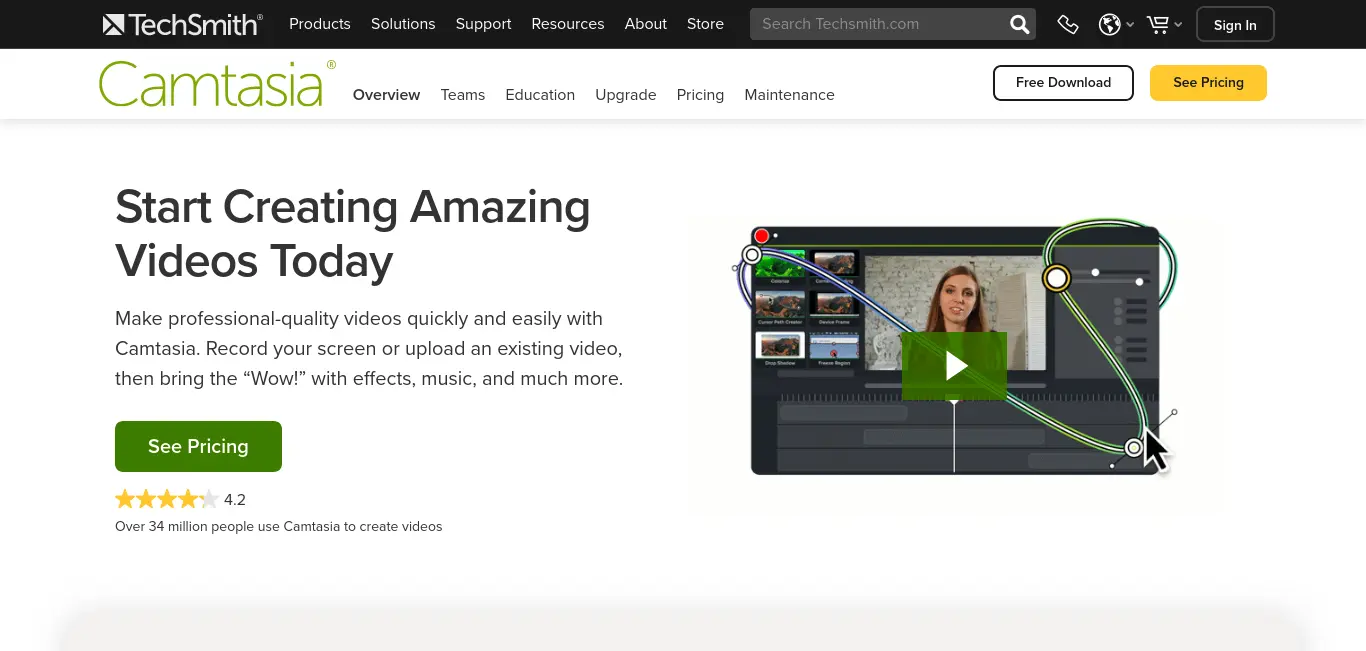 TechSmith®
Products
Solutions
Support
Resources
About
Store
Search Techsmith.com
Sign In
Camtasia®
Overview
Teams
Education
Upgrade
Pricing
Maintenance
Free Download
See Pricing
Start Creating Amazing
Videos Today
Make professional-quality videos quickly and easily with
Camtasia. Record your screen or upload an existing video,
then bring the “Wow!” with effects, music, and much more.
See Pricing
4.2
Over 34 million people use Camtasia to create videos
Cursor Path Creator
Device Frame
Drop Shadow
Freeze Region